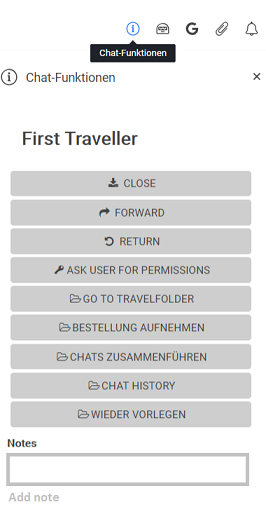 Chat-Funktionen
Chat-Funktionen
First Traveller
CLOSE
FORWARD
RETURN
ASK USER FOR PERMISSIONS
GO TO TRAVELFOLDER
BESTELLUNG AUFNEHMEN
CHATS ZUSAMMENFÜHREN
CHAT HISTORY
WIEDER VORLEGEN
Notes
Add note